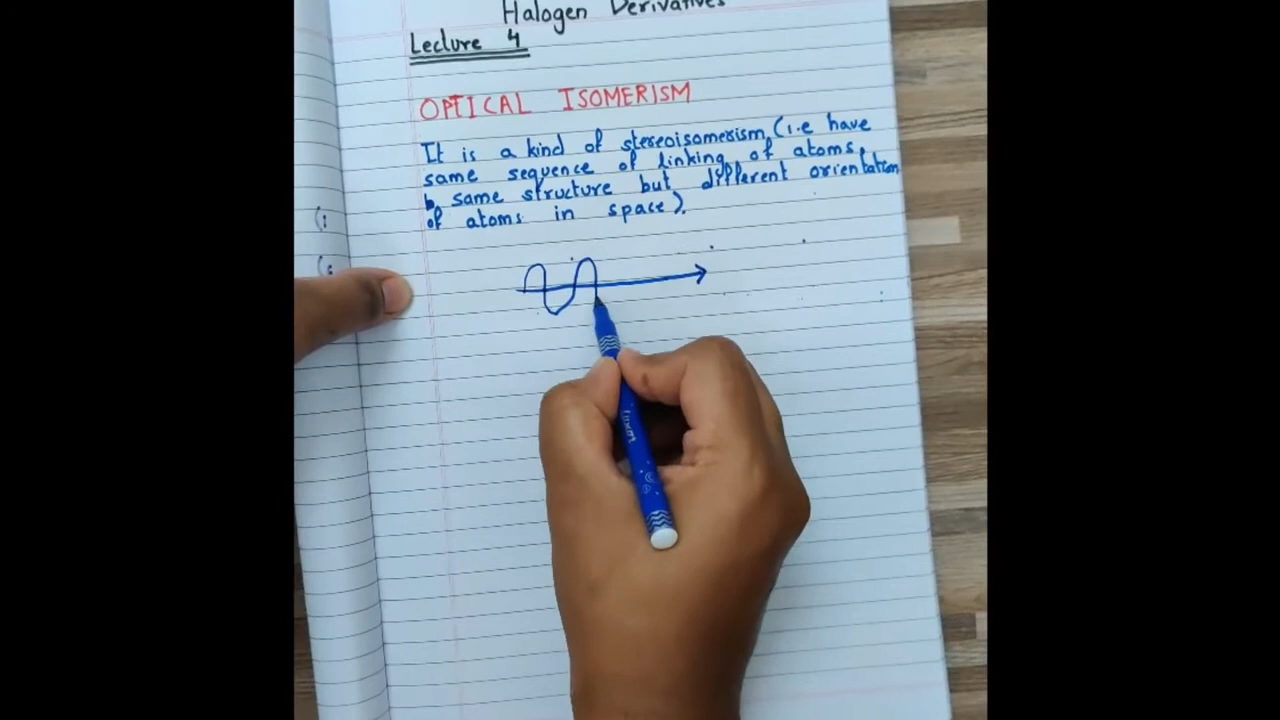 Halogen Derivatives
Lecture 4
OPTICAL ISOMERISM
It is a kind of stereoisomerism, (i.e have
same sequence of linking of atoms,
& same structure but different orientation
of atoms in space).